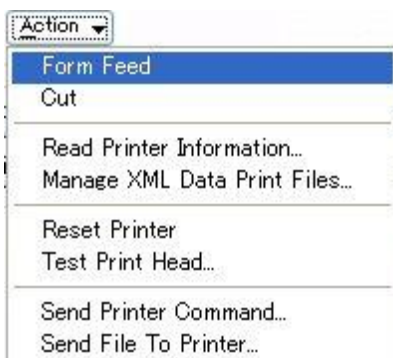 Action
Form Feed
Cut
Read Printer Information...
Manage XML Data Print Files...
Reset Printer
Test Print Head...
Send Printer Command...
Send File To Printer...